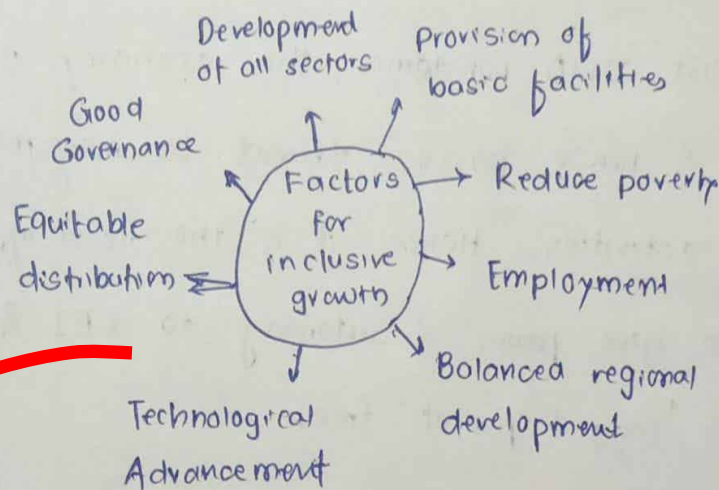 Development
of all sectors
Provision of
basic facilities
Good
Governance
Factors
for
inclusive
growth
Reduce poverty
Equitable
distribution
Employment
Balanced regional
development
Technological
Advancement